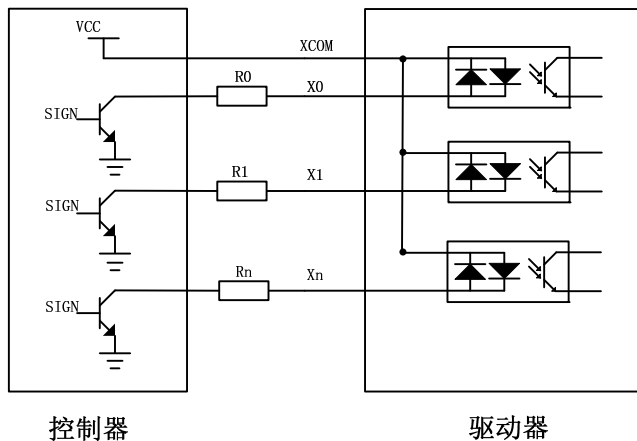 VCC
XCOM
R0
X0
SIGN
R1
X1
SIGN
Rn
Xn
SIGN
控制器
驱动器